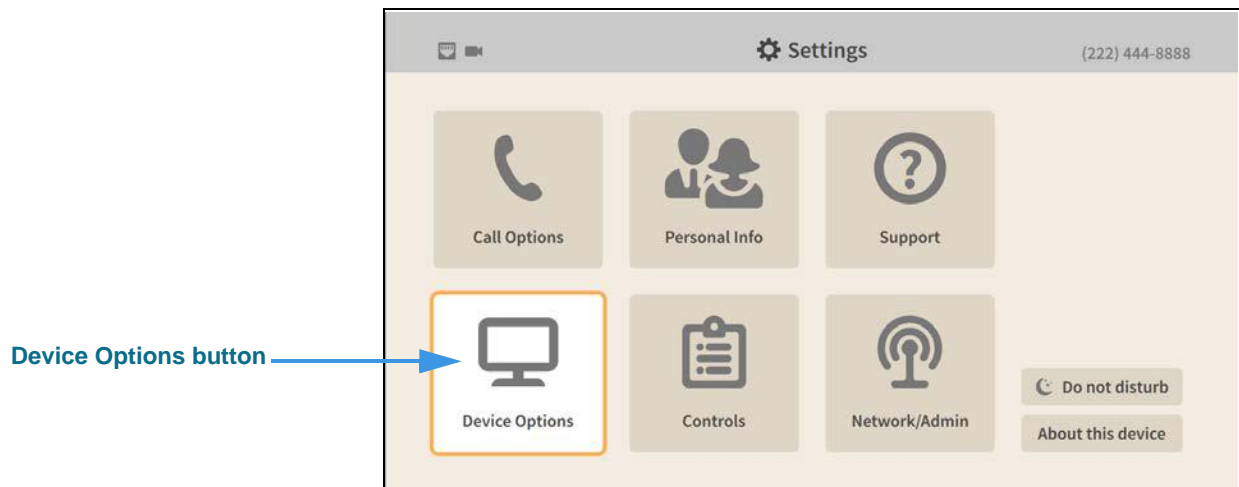 Settings
(222) 444-8888
Call Options
Personal Info
?
Support
Device Options button
Device Options
Controls
Network/Admin
Do not disturb
About this device